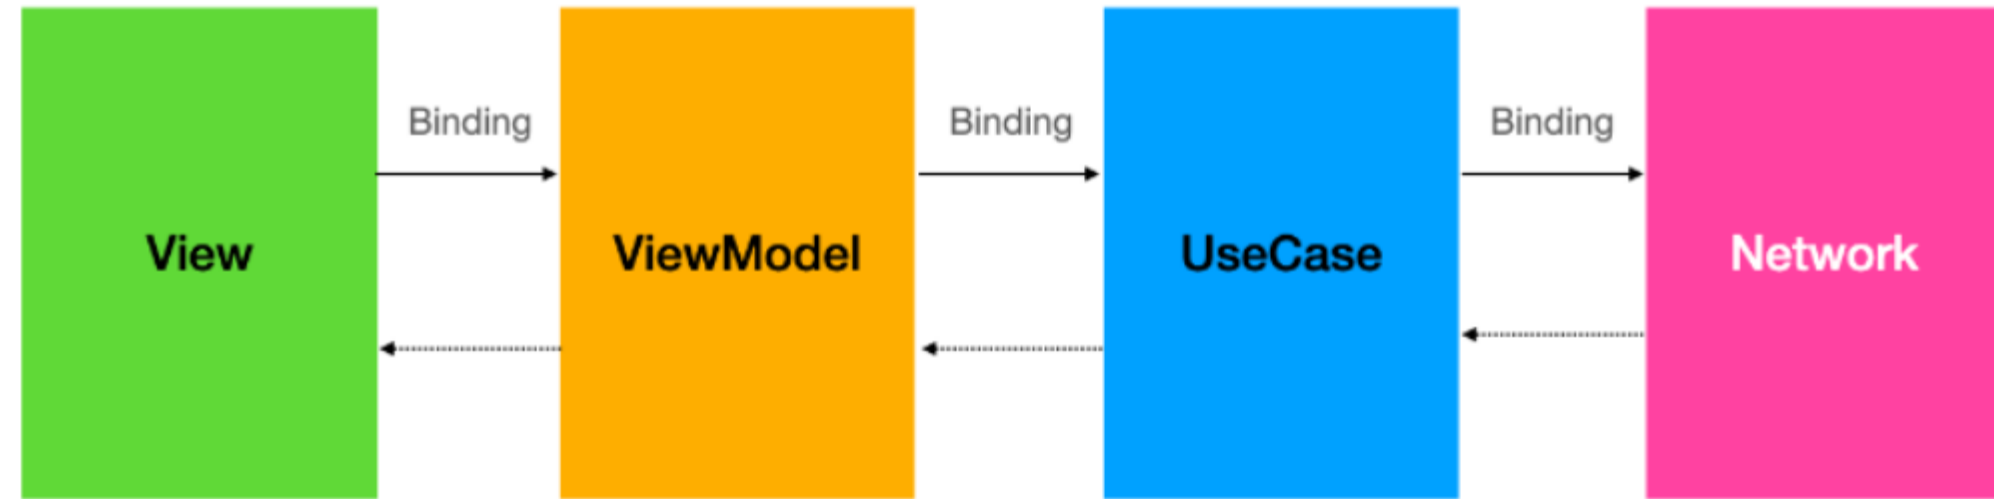 Binding
Binding
Binding
View
ViewModel
UseCase
Network